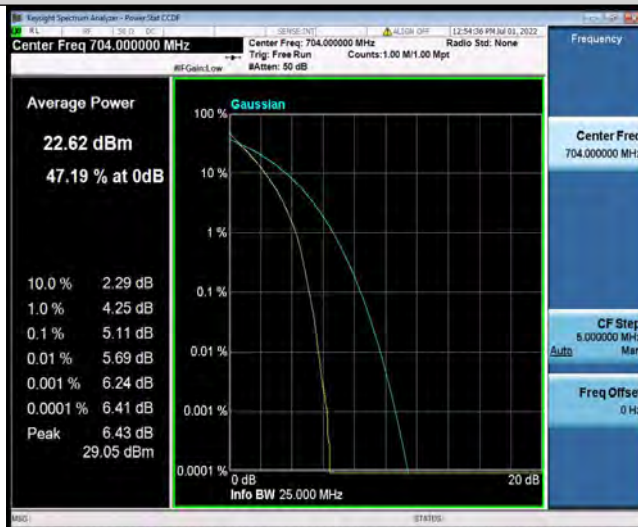 Keysight Spectrum Analyzer - Power Stat CCDF
RL RF 50 Ω DC SENSE:INT ALIGN OFF 12:54:36 PM Jul 01, 2022
Center Freq 704.000000 MHz
Center Freq: 704.000000 MHz
Radio Std: None
Trig: Free Run
Counts:1.00 M/1.00 Mpt
#IFGain:Low
#Atten: 50 dB
Frequency
Average Power
22.62 dBm
47.19 % at 0dB
10.0 % 2.29 dB
1.0 % 4.25 dB
0.1 % 5.11 dB
0.01 % 5.69 dB
0.001 % 6.24 dB
0.0001 % 6.41 dB
Peak 6.43 dB
29.05 dBm
Gaussian
100 %
10 %
1 %
0.1 %
0.01 %
0.001 %
0.0001 %
0 dB
20 dB
Info BW 25.000 MHz
Center Freq
704.000000 MHz
CF Step
5.000000 MHz
Auto Man
Freq Offset
0 Hz
MSG
STATUS